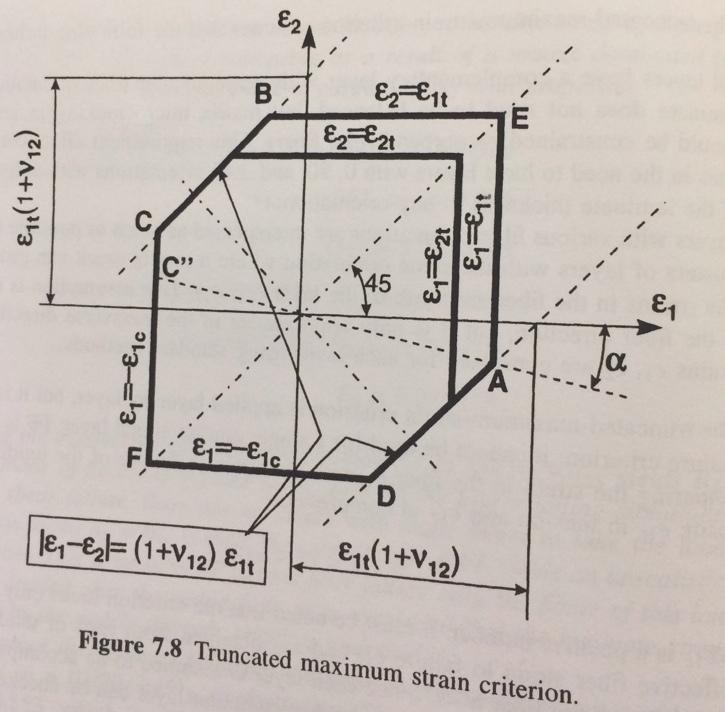 ε₂
B
ε₂=ε₁ₜ
E
ε₂=ε₂ₜ
ε₁ₜ(1+ν₁₂)
ε₁=ε₂ₜ
ε₁=ε₁ₜ
C
C"
45
ε₁
α
A
ε₁=-ε₁c
F
ε₁=-ε₁c
D
|ε₁-ε₂|= (1+ν₁₂) ε₁ₜ
ε₁ₜ(1+ν₁₂)
Figure 7.8 Truncated maximum strain criterion.